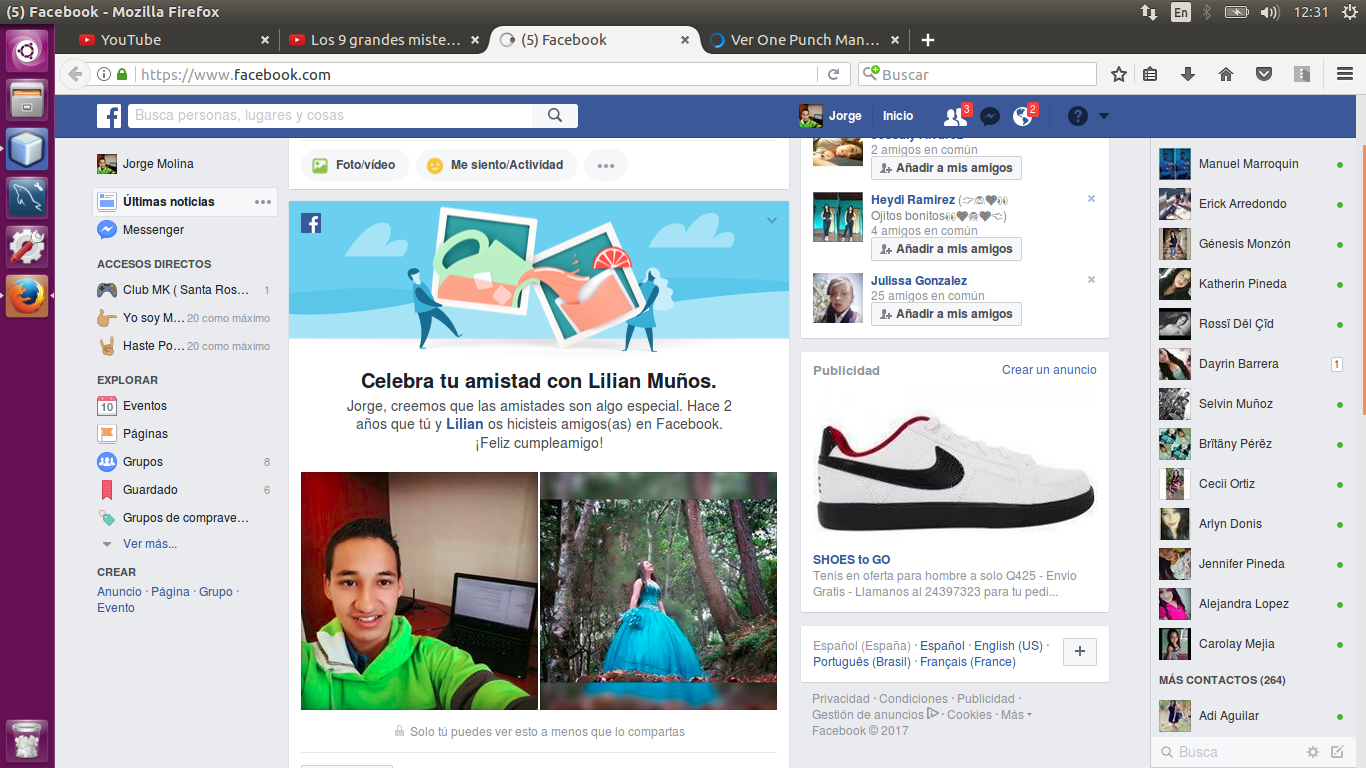 (5) Facebook - Mozilla Firefox
En
12:31
YouTube
Los 9 grandes miste...
(5) Facebook
Ver One Punch Man...
https://www.facebook.com
Buscar
Busca personas, lugares y cosas
Jorge
Inicio
3
2
Jorge Molina
Últimas noticias
Messenger
ACCESOS DIRECTOS
Club MK ( Santa Ros... 1
Yo soy M... 20 como máximo
Haste Po... 20 como máximo
EXPLORAR
10 Eventos
Páginas
Grupos 8
Guardado 6
Grupos de comprave...
Ver más...
CREAR
Anuncio · Página · Grupo ·
Evento
Foto/vídeo
Me siento/Actividad
Celebra tu amistad con Lilian Muños.
Jorge, creemos que las amistades son algo especial. Hace 2
años que tú y Lilian os hicisteis amigos(as) en Facebook.
¡Feliz cumpleamigo!
Solo tú puedes ver esto a menos que lo compartas
2 amigos en común
Añadir a mis amigos
Heydi Ramirez
Ojitos bonitos
4 amigos en común
Añadir a mis amigos
Julissa Gonzalez
25 amigos en común
Añadir a mis amigos
Publicidad
Crear un anuncio
SHOES to GO
Tenis en oferta para hombre a solo Q425 - Envio
Gratis - Llamanos al 24397323 para tu pedi...
Español (España) · Español · English (US) ·
Português (Brasil) · Français (France)
Privacidad · Condiciones · Publicidad ·
Gestión de anuncios · Cookies · Más
Facebook © 2017
Manuel Marroquin
Erick Arredondo
Génesis Monzón
Katherin Pineda
Røssï Dêl Çïd
Dayrin Barrera 1
Selvin Muñoz
Brïtäny Pérëz
Cecii Ortiz
Arlyn Donis
Jennifer Pineda
Alejandra Lopez
Carolay Mejia
MÁS CONTACTOS (264)
Adi Aguilar
Busca